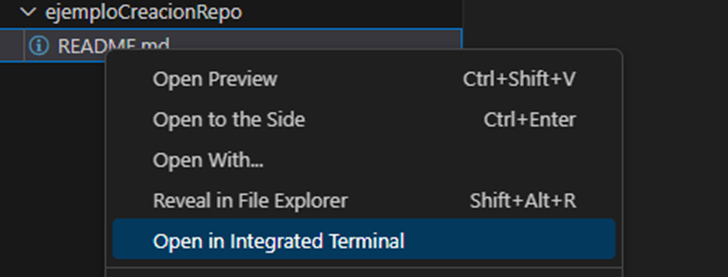 ejemploCreacionRepo
README.md
Open Preview Ctrl+Shift+V
Open to the Side Ctrl+Enter
Open With...
Reveal in File Explorer Shift+Alt+R
Open in Integrated Terminal